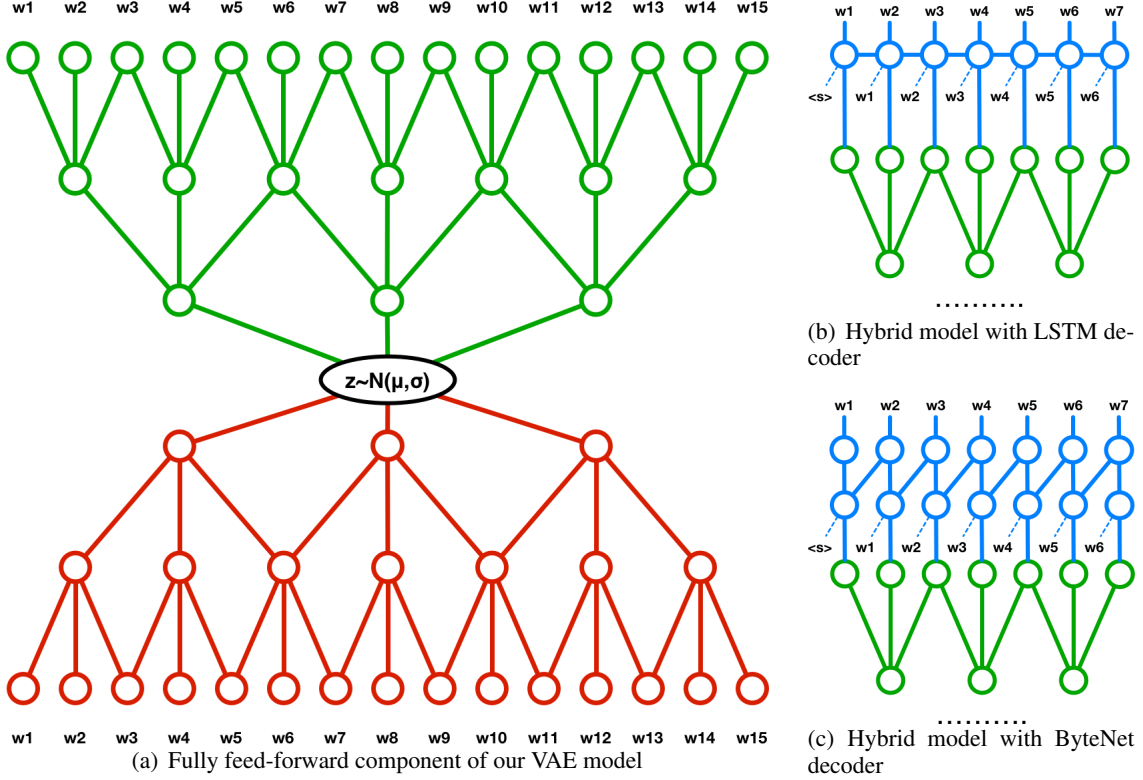 w1 w2 w3 w4 w5 w6 w7 w8 w9 w10 w11 w12 w13 w14 w15
z~N(μ,σ)
w1 w2 w3 w4 w5 w6 w7 w8 w9 w10 w11 w12 w13 w14 w15
(a) Fully feed-forward component of our VAE model
w1 w2 w3 w4 w5 w6 w7
<s> w1 w2 w3 w4 w5 w6
..........
(b) Hybrid model with LSTM de-
coder
w1 w2 w3 w4 w5 w6 w7
<s> w1 w2 w3 w4 w5 w6
..........
(c) Hybrid model with ByteNet
decoder